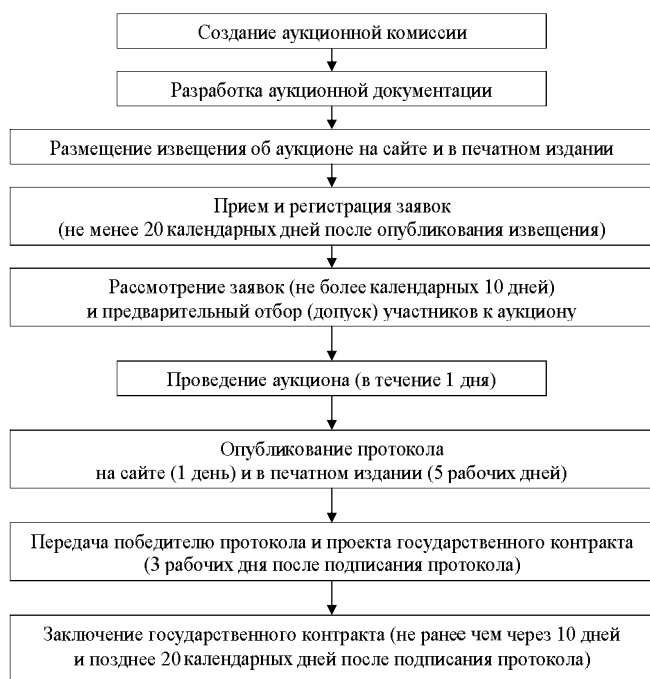 Создание аукционной комиссии
Разработка аукционной документации
Размещение извещения об аукционе на сайте и в печатном издании
Прием и регистрация заявок
(не менее 20 календарных дней после опубликования извещения)
Рассмотрение заявок (не более календарных 10 дней)
и предварительный отбор (допуск) участников к аукциону
Проведение аукциона (в течение 1 дня)
Опубликование протокола
на сайте (1 день) и в печатном издании (5 рабочих дней)
Передача победителю протокола и проекта государственного контракта
(3 рабочих дня после подписания протокола)
Заключение государственного контракта (не ранее чем через 10 дней
и позднее 20 календарных дней после подписания протокола)